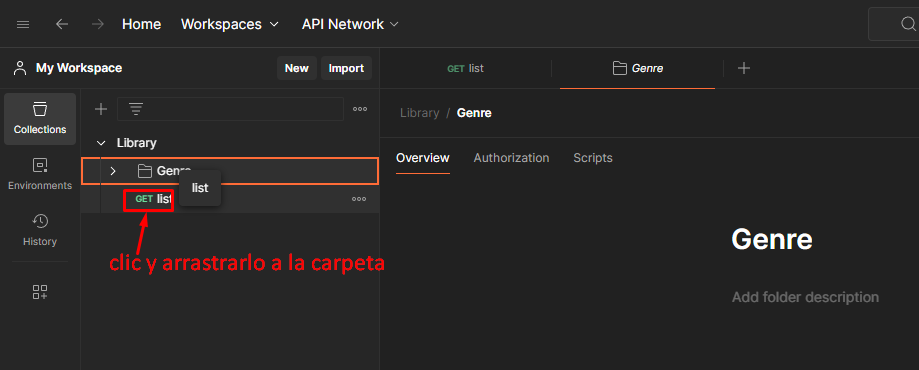 Home Workspaces API Network
My Workspace New Import GET list Genre
Collections
Library
Library / Genre
Genre
list
GET list
Overview Authorization Scripts
Environments
History
clic y arrastrarlo a la carpeta
Genre
Add folder description